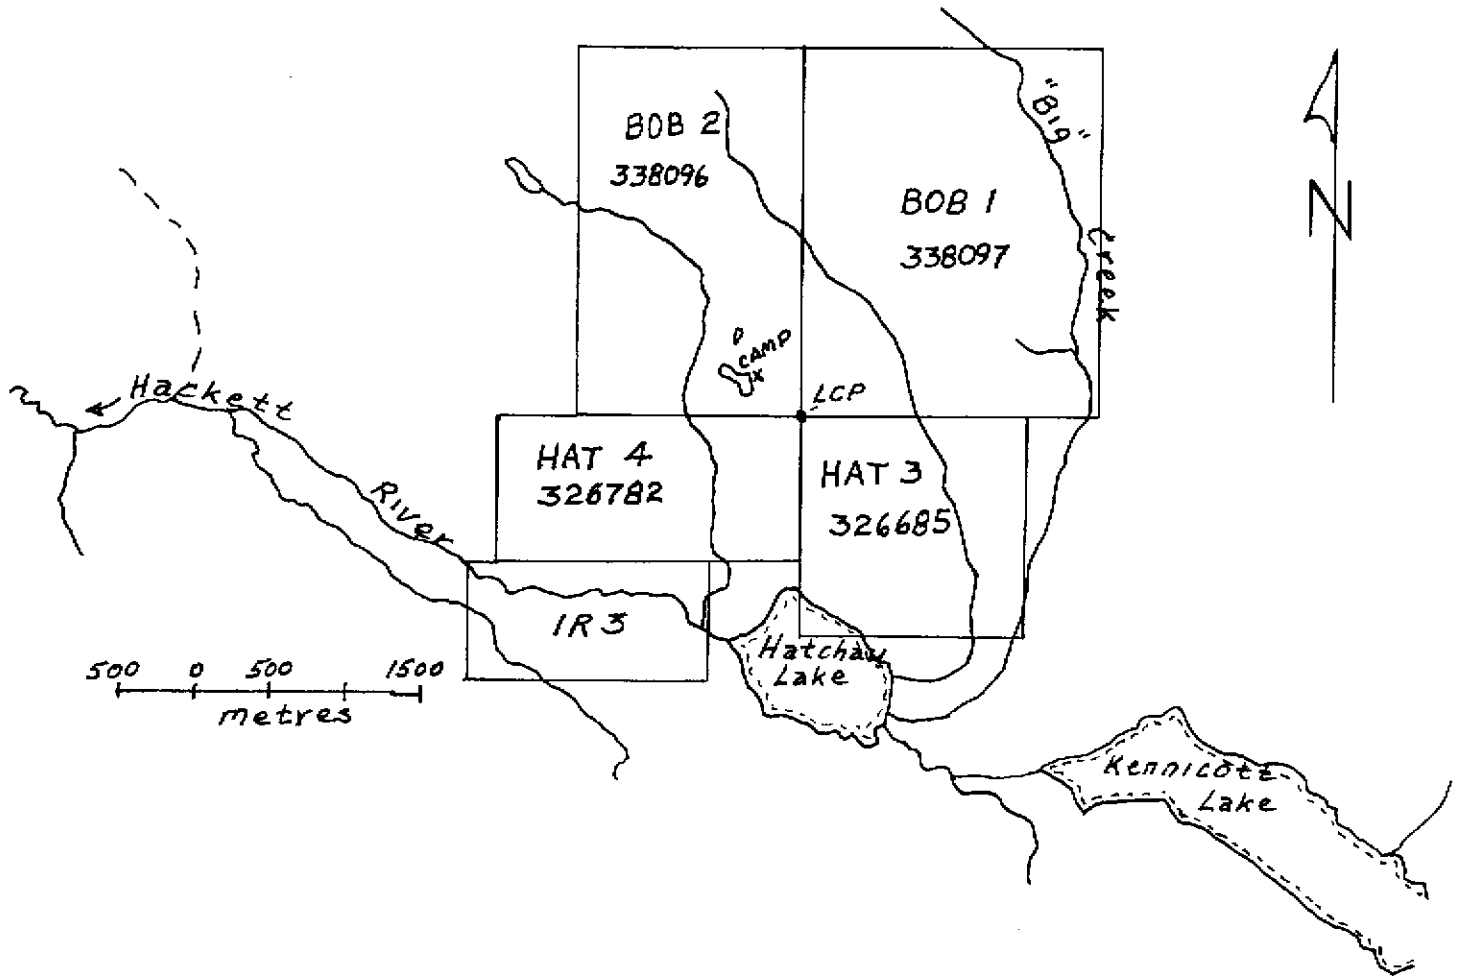 BOB 2
338096
BOB 1
338097
"Big"
Creek
N
CAMP
x
LCP
Hackett
River
HAT 4
326782
HAT 3
326685
IR 3
500 0 500 1500
metres
Hatchau
Lake
Kennicott
Lake